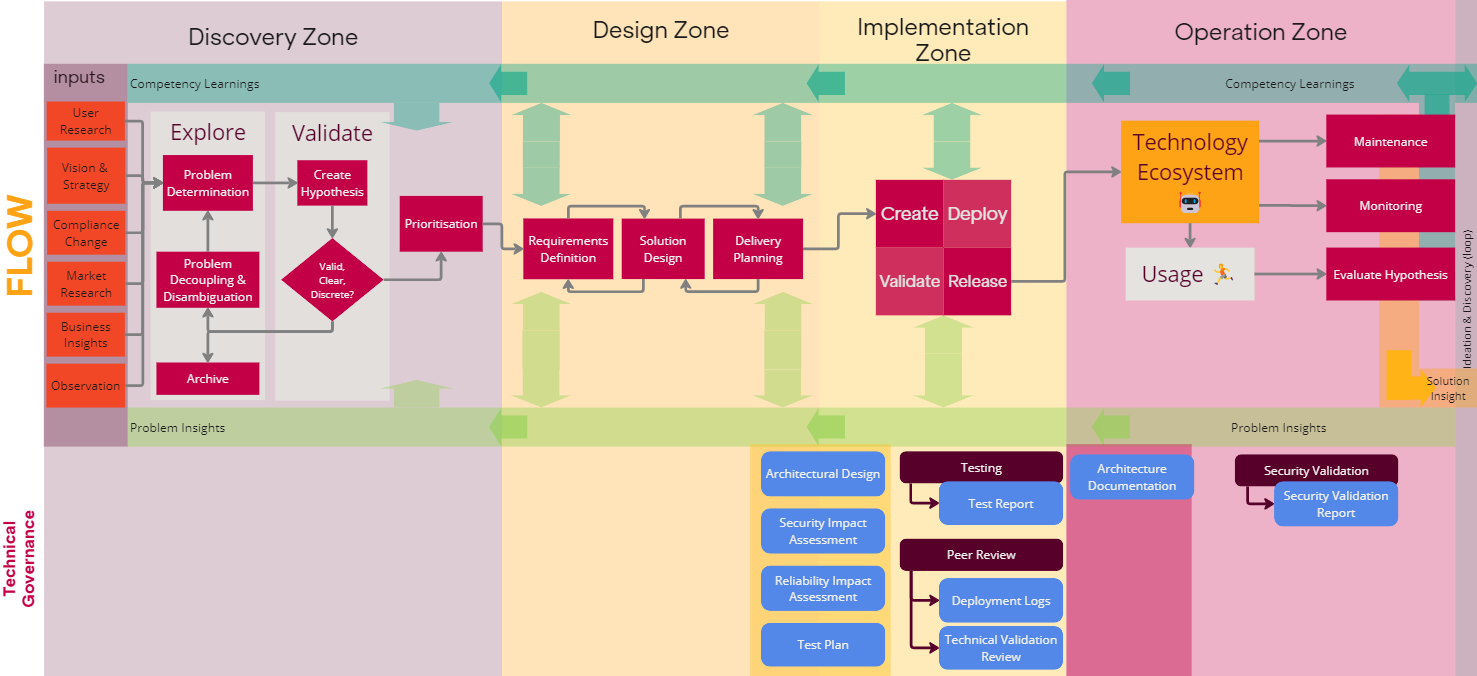 Discovery Zone
Design Zone
Implementation
Zone
Operation Zone
inputs
Competency Learnings
Competency Learnings
FLOW
User
Research
Vision &
Strategy
Compliance
Change
Market
Research
Business
Insights
Observation
Explore
Problem
Determination
Problem
Decoupling &
Disambiguation
Archive
Validate
Create
Hypothesis
Valid,
Clear,
Discrete?
Prioritisation
Requirements
Definition
Solution
Design
Delivery
Planning
Create
Deploy
Validate
Release
Technology
Ecosystem
Usage
Maintenance
Monitoring
Evaluate Hypothesis
Ideation & Discovery (loop)
Solution
Insight
Problem Insights
Problem Insights
Technical
Governance
Architectural Design
Security Impact
Assessment
Reliability Impact
Assessment
Test Plan
Testing
Test Report
Peer Review
Deployment Logs
Technical Validation
Review
Architecture
Documentation
Security Validation
Security Validation
Report